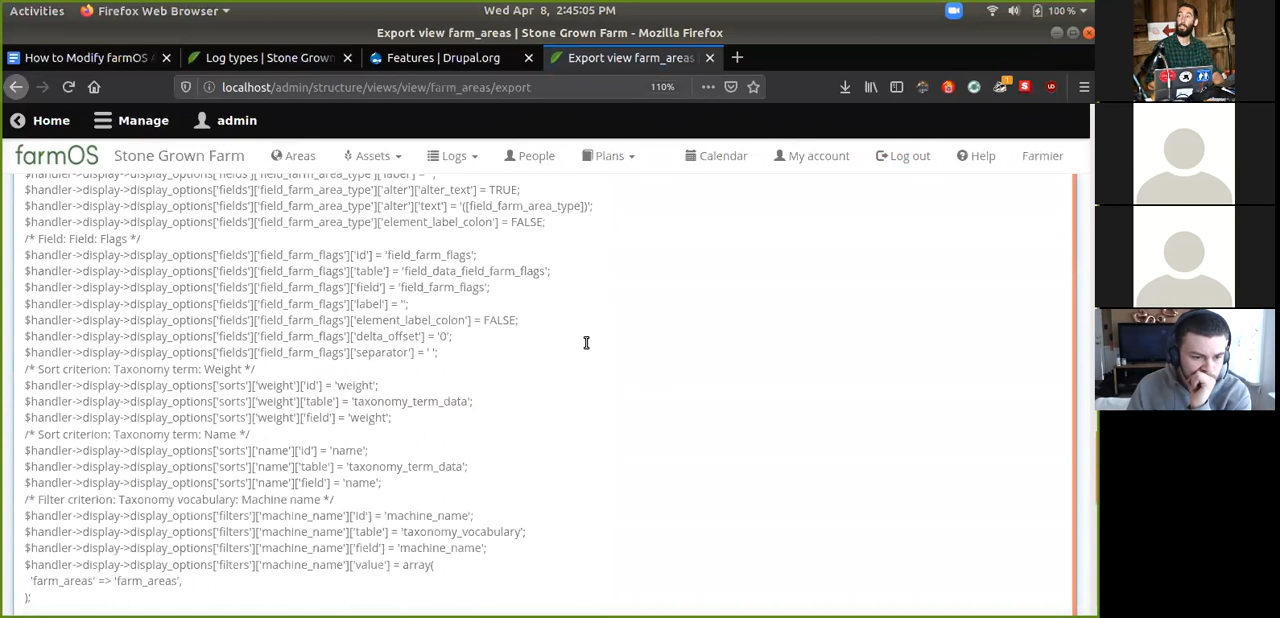 Activities Firefox Web Browser Wed Apr 8, 2:45:05 PM 100 %
Export view farm_areas | Stone Grown Farm - Mozilla Firefox
How to Modify farmOS Log types | Stone Grown Features | Drupal.org Export view farm_areas
localhost/admin/structure/views/view/farm_areas/export 110%
Home Manage admin
farmOS Stone Grown Farm Areas Assets Logs People Plans Calendar My account Log out Help Farmier
$handler->display->display_options['fields']['field_farm_area_type']['label'] = '';
$handler->display->display_options['fields']['field_farm_area_type']['alter']['alter_text'] = TRUE;
$handler->display->display_options['fields']['field_farm_area_type']['alter']['text'] = '([field_farm_area_type])';
$handler->display->display_options['fields']['field_farm_area_type']['element_label_colon'] = FALSE;
/* Field: Field: Flags */
$handler->display->display_options['fields']['field_farm_flags']['id'] = 'field_farm_flags';
$handler->display->display_options['fields']['field_farm_flags']['table'] = 'field_data_field_farm_flags';
$handler->display->display_options['fields']['field_farm_flags']['field'] = 'field_farm_flags';
$handler->display->display_options['fields']['field_farm_flags']['label'] = '';
$handler->display->display_options['fields']['field_farm_flags']['element_label_colon'] = FALSE;
$handler->display->display_options['fields']['field_farm_flags']['delta_offset'] = '0';
$handler->display->display_options['fields']['field_farm_flags']['separator'] = ' ';
/* Sort criterion: Taxonomy term: Weight */
$handler->display->display_options['sorts']['weight']['id'] = 'weight';
$handler->display->display_options['sorts']['weight']['table'] = 'taxonomy_term_data';
$handler->display->display_options['sorts']['weight']['field'] = 'weight';
/* Sort criterion: Taxonomy term: Name */
$handler->display->display_options['sorts']['name']['id'] = 'name';
$handler->display->display_options['sorts']['name']['table'] = 'taxonomy_term_data';
$handler->display->display_options['sorts']['name']['field'] = 'name';
/* Filter criterion: Taxonomy vocabulary: Machine name */
$handler->display->display_options['filters']['machine_name']['id'] = 'machine_name';
$handler->display->display_options['filters']['machine_name']['table'] = 'taxonomy_vocabulary';
$handler->display->display_options['filters']['machine_name']['field'] = 'machine_name';
$handler->display->display_options['filters']['machine_name']['value'] = array(
'farm_areas' => 'farm_areas',
);